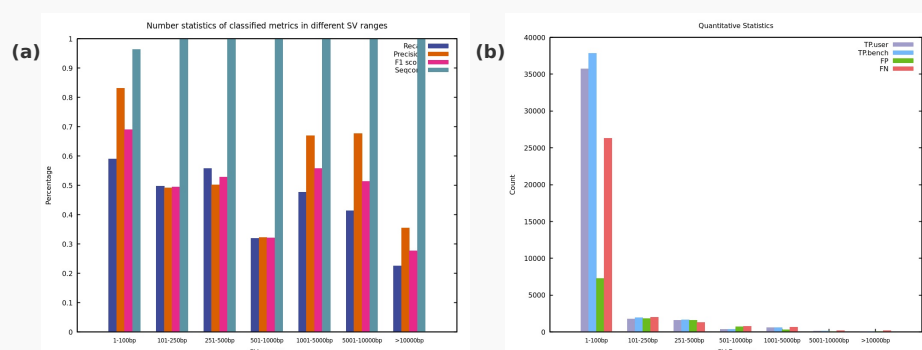 (a)
Number statistics of classified metrics in different SV ranges
Percentage
1
0.9
0.8
0.7
0.6
0.5
0.4
0.3
0.2
0.1
0
1-100bp 101-250bp 251-500bp 501-1000bp 1001-5000bp 5001-10000bp >10000bp
(b)
Quantitative Statistics
TP.user
TP.bench
FP
FN
Count
40000
35000
30000
25000
20000
15000
10000
5000
0
1-100bp 101-250bp 251-500bp 501-1000bp 1001-5000bp 5001-10000bp >10000bp